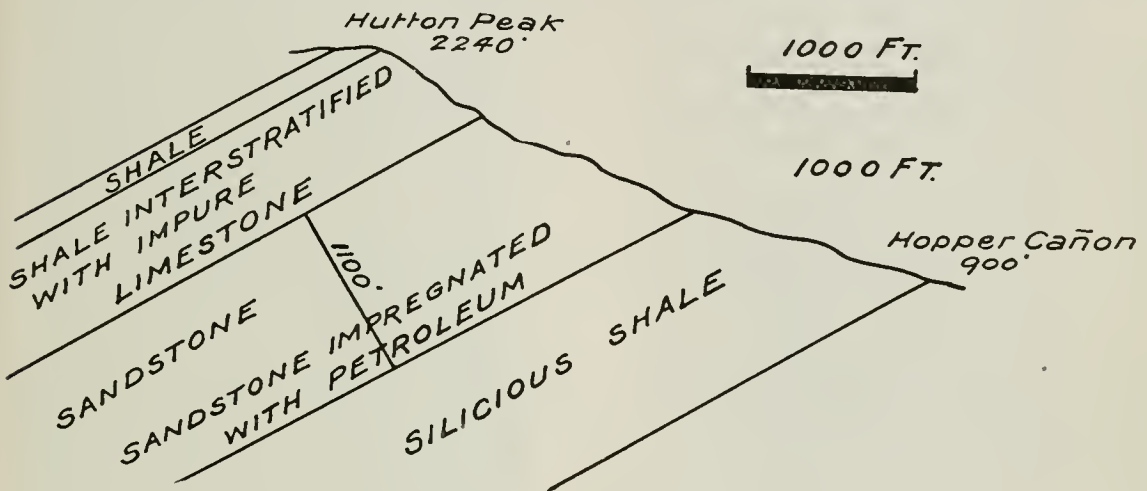 Hutton Peak
2240'
1000 FT.
1000 FT.
Hopper Cañon
900'
SHALE
SHALE INTERSTRATIFIED
WITH IMPURE
LIMESTONE
1100'
SANDSTONE
SANDSTONE IMPREGNATED
WITH PETROLEUM
SILICIOUS SHALE